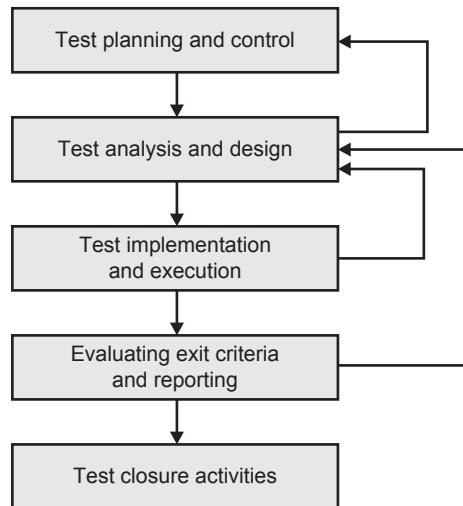 Test planning and control
Test analysis and design
Test implementation
and execution
Evaluating exit criteria
and reporting
Test closure activities